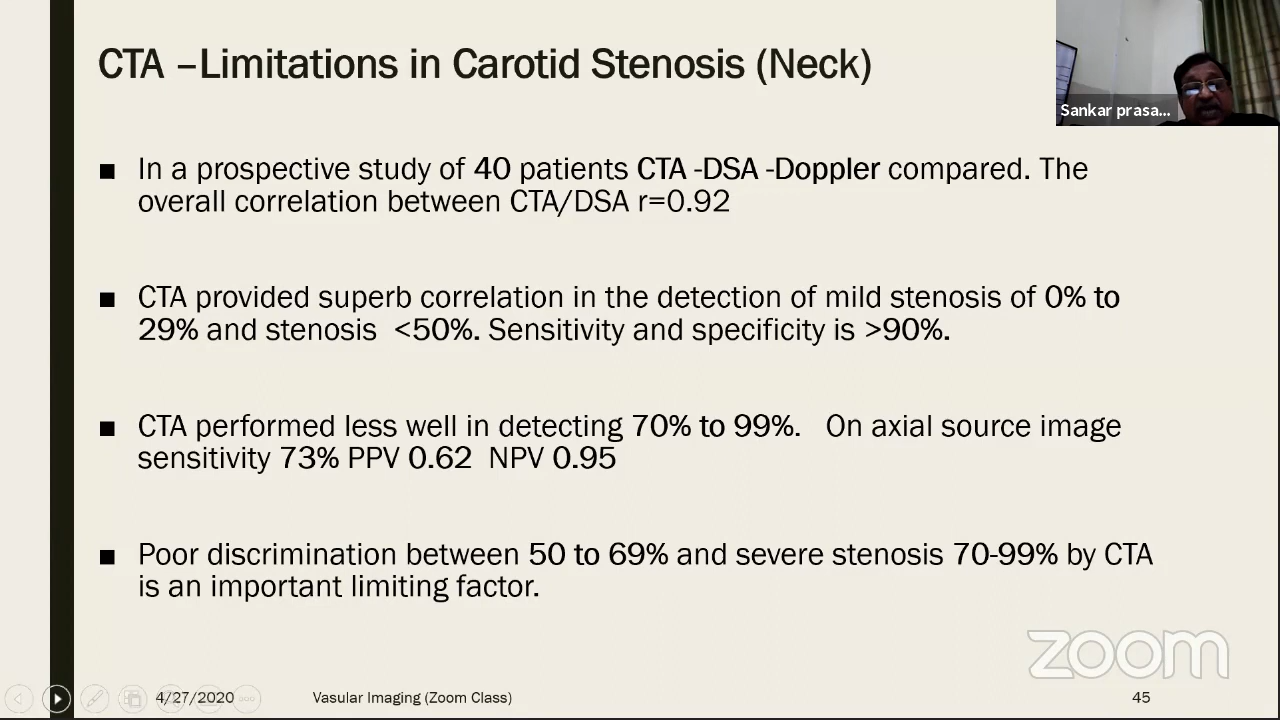 CTA –Limitations in Carotid Stenosis (Neck)
Sankar prasa...
■ In a prospective study of 40 patients CTA -DSA -Doppler compared. The
overall correlation between CTA/DSA r=0.92
■ CTA provided superb correlation in the detection of mild stenosis of 0% to
29% and stenosis <50%. Sensitivity and specificity is >90%.
■ CTA performed less well in detecting 70% to 99%. On axial source image
sensitivity 73% PPV 0.62 NPV 0.95
■ Poor discrimination between 50 to 69% and severe stenosis 70-99% by CTA
is an important limiting factor.
zoom
4/27/2020 Vasular Imaging (Zoom Class) 45